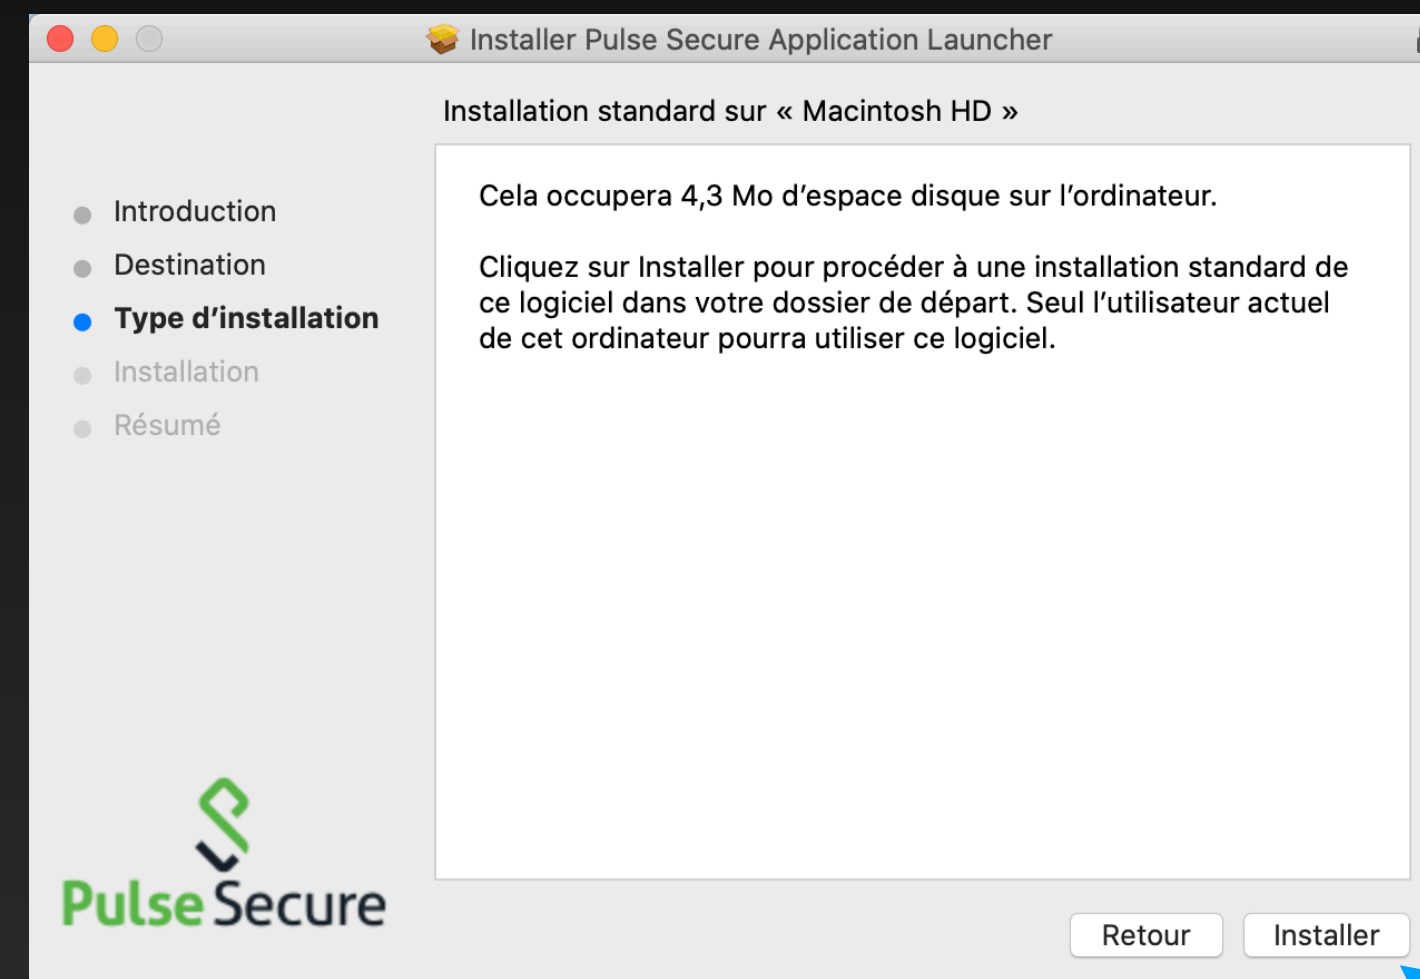 Installer Pulse Secure Application Launcher
Installation standard sur « Macintosh HD »
Introduction
Destination
Type d’installation
Installation
Résumé
Cela occupera 4,3 Mo d’espace disque sur l’ordinateur.
Cliquez sur Installer pour procéder à une installation standard de
ce logiciel dans votre dossier de départ. Seul l’utilisateur actuel
de cet ordinateur pourra utiliser ce logiciel.
Pulse Secure
Retour
Installer